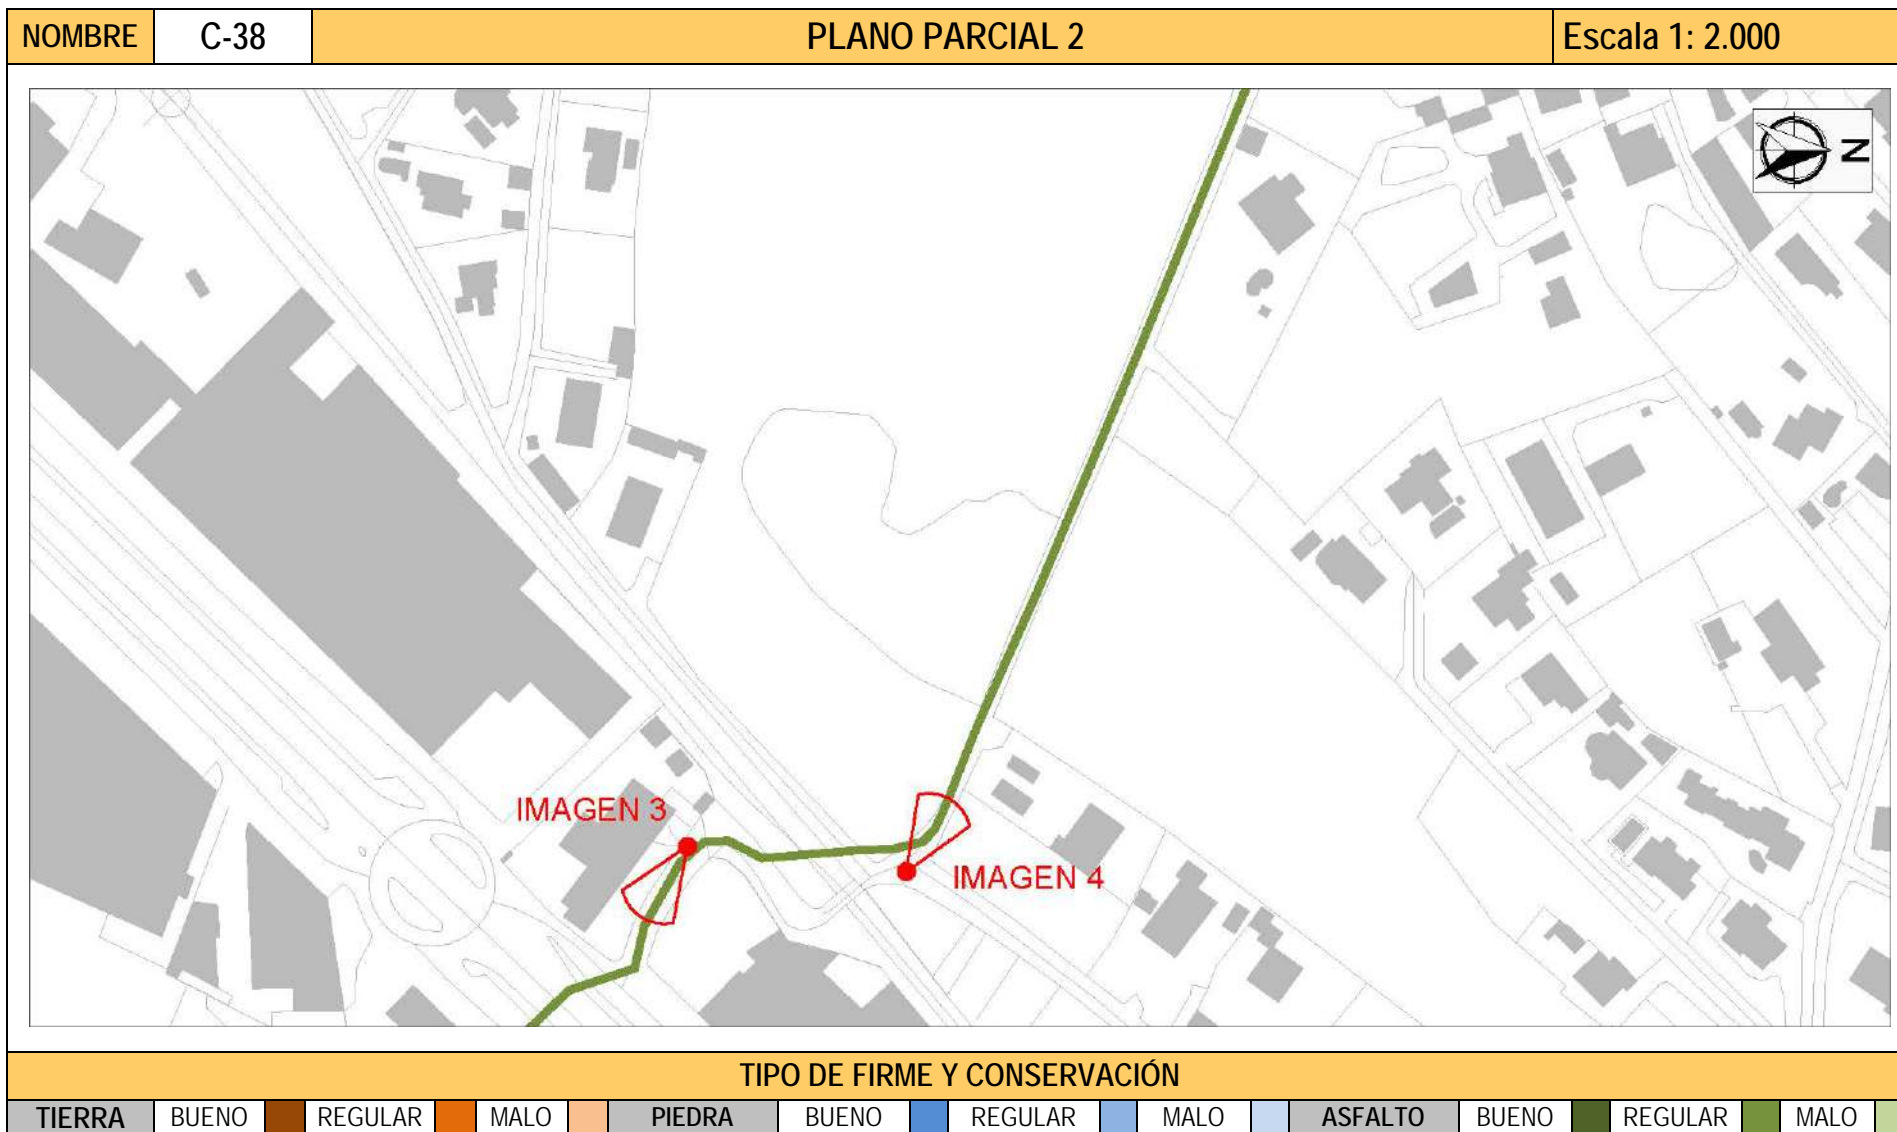 NOMBRE C-38 PLANO PARCIAL 2 Escala 1: 2.000
N
IMAGEN 3
IMAGEN 4
TIPO DE FIRME Y CONSERVACIÓN
TIERRA BUENO REGULAR MALO PIEDRA BUENO REGULAR MALO ASFALTO BUENO REGULAR MALO